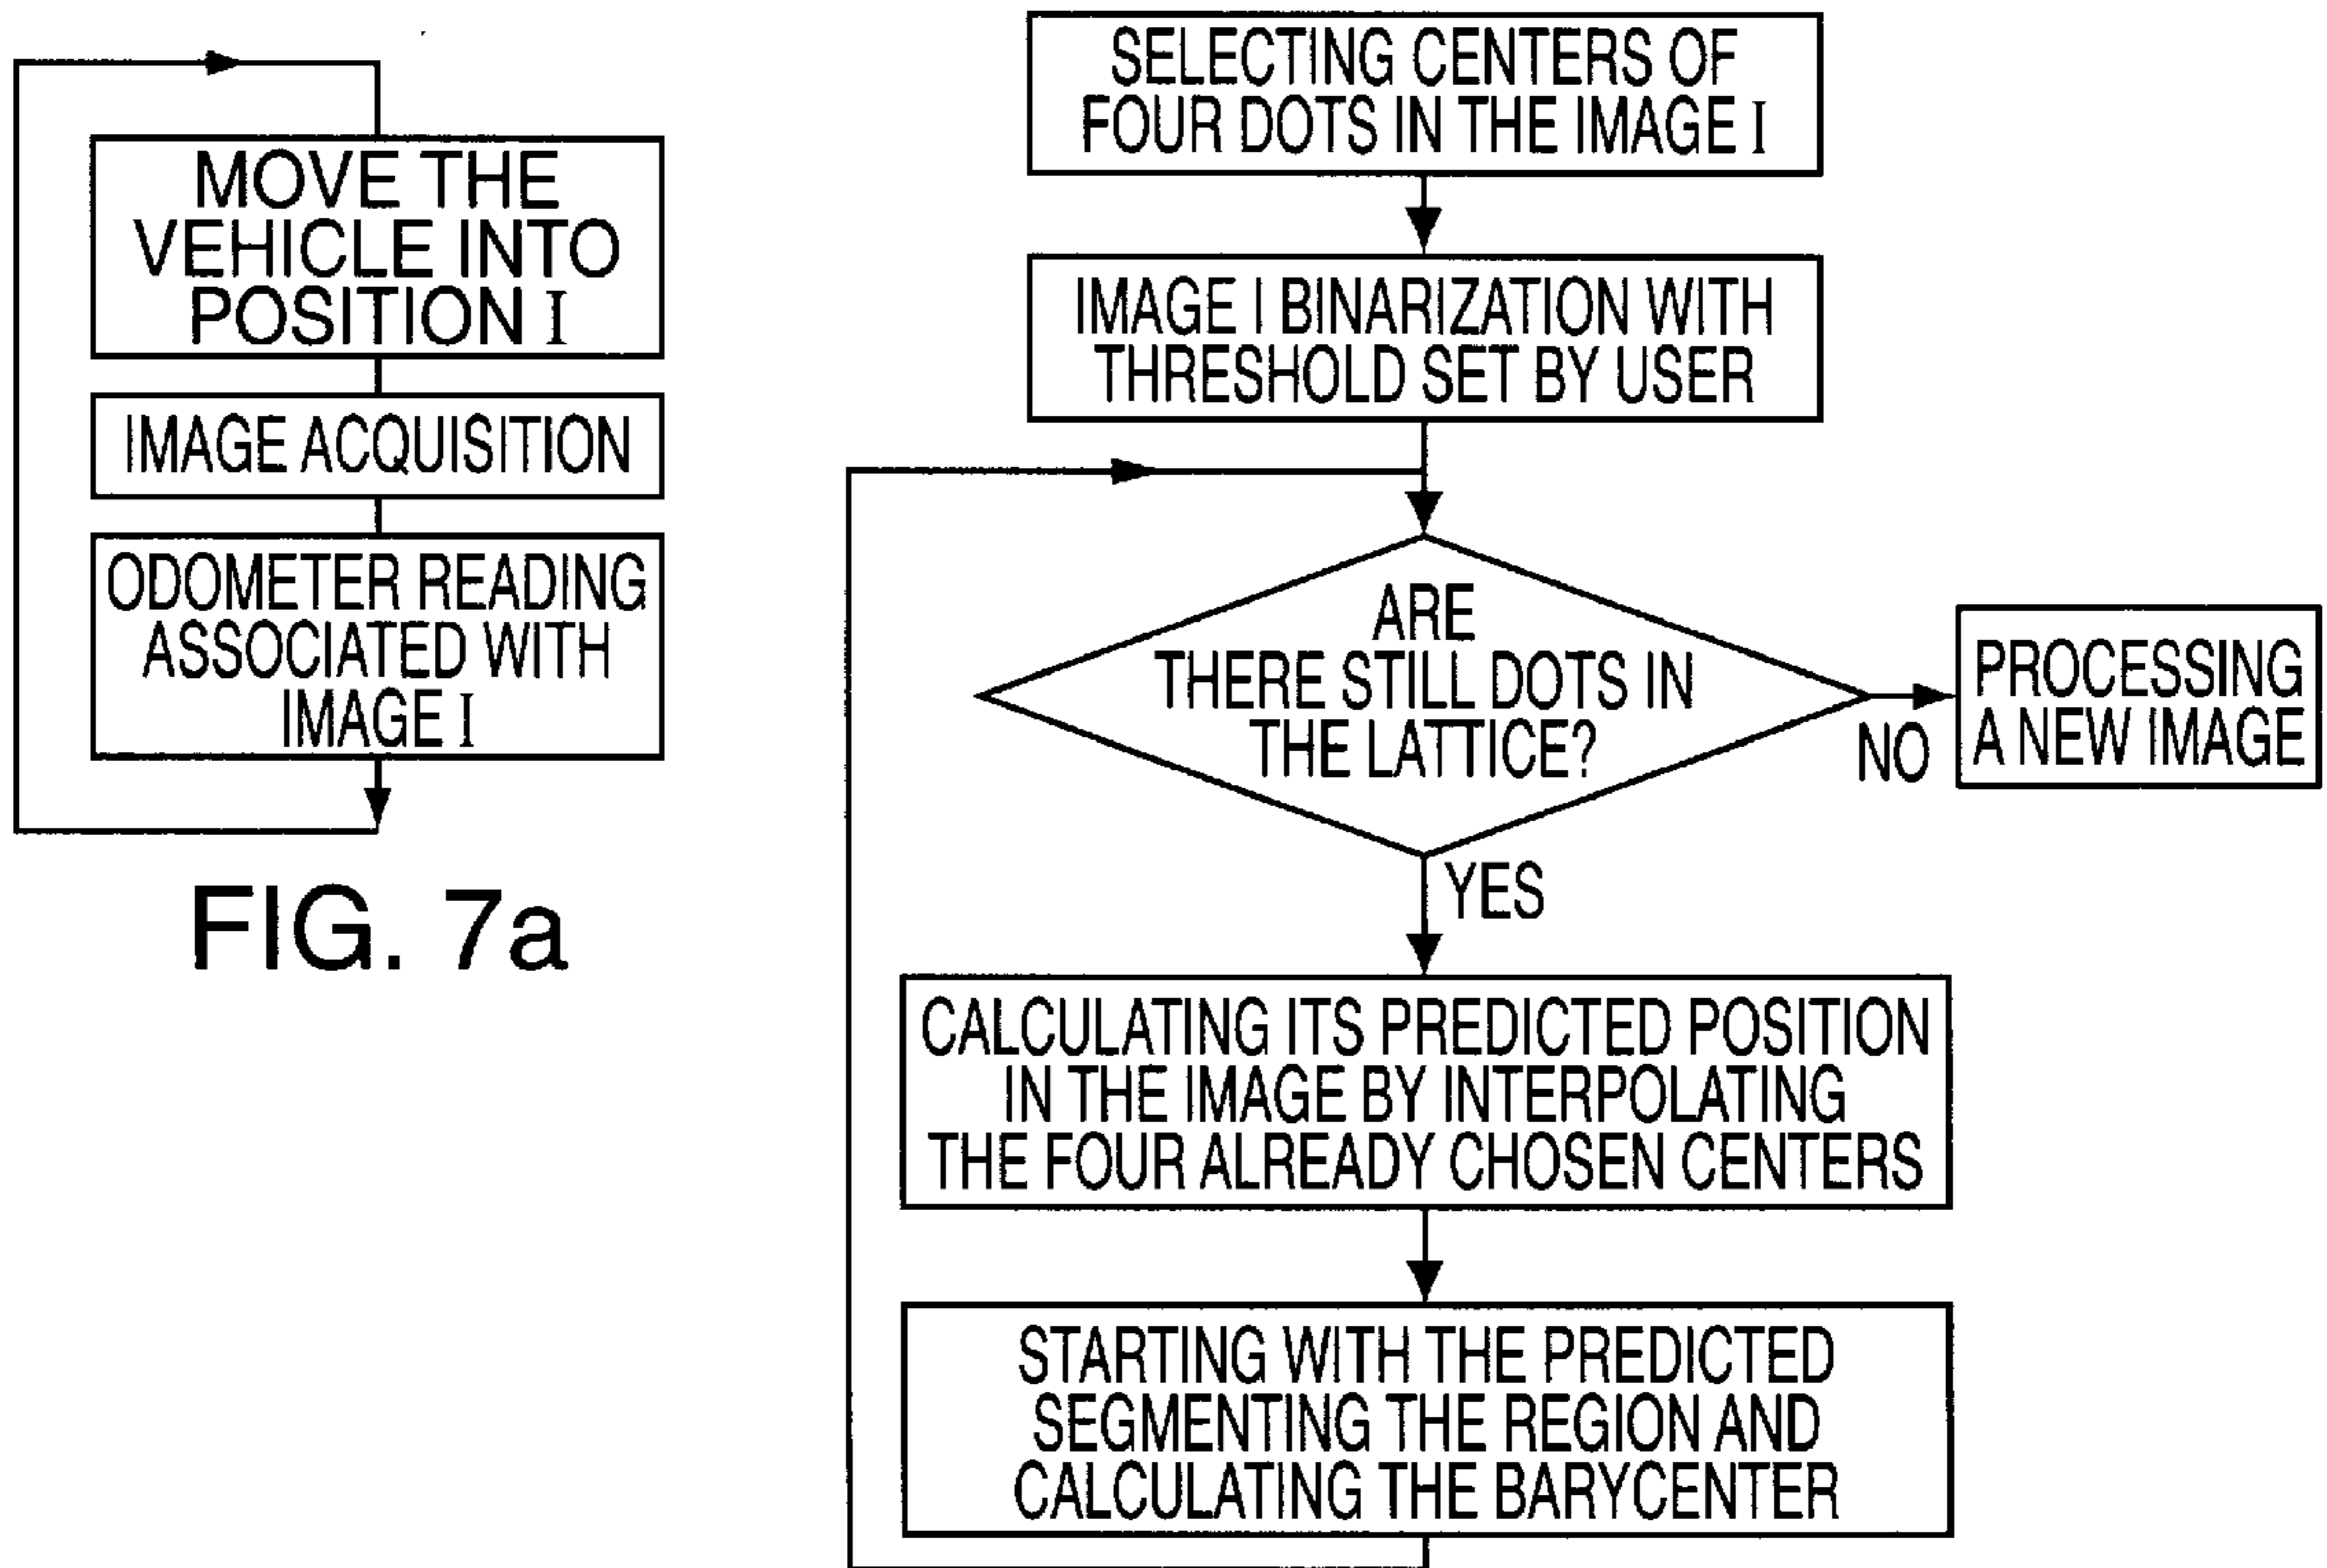 MOVE THE
VEHICLE INTO
POSITION I
IMAGE ACQUISITION
ODOMETER READING
ASSOCIATED WITH
IMAGE I
FIG. 7a
SELECTING CENTERS OF
FOUR DOTS IN THE IMAGE I
IMAGE I BINARIZATION WITH
THRESHOLD SET BY USER
ARE
THERE STILL DOTS IN
THE LATTICE?
NO
PROCESSING
A NEW IMAGE
YES
CALCULATING ITS PREDICTED POSITION
IN THE IMAGE BY INTERPOLATING
THE FOUR ALREADY CHOSEN CENTERS
STARTING WITH THE PREDICTED
SEGMENTING THE REGION AND
CALCULATING THE BARYCENTER